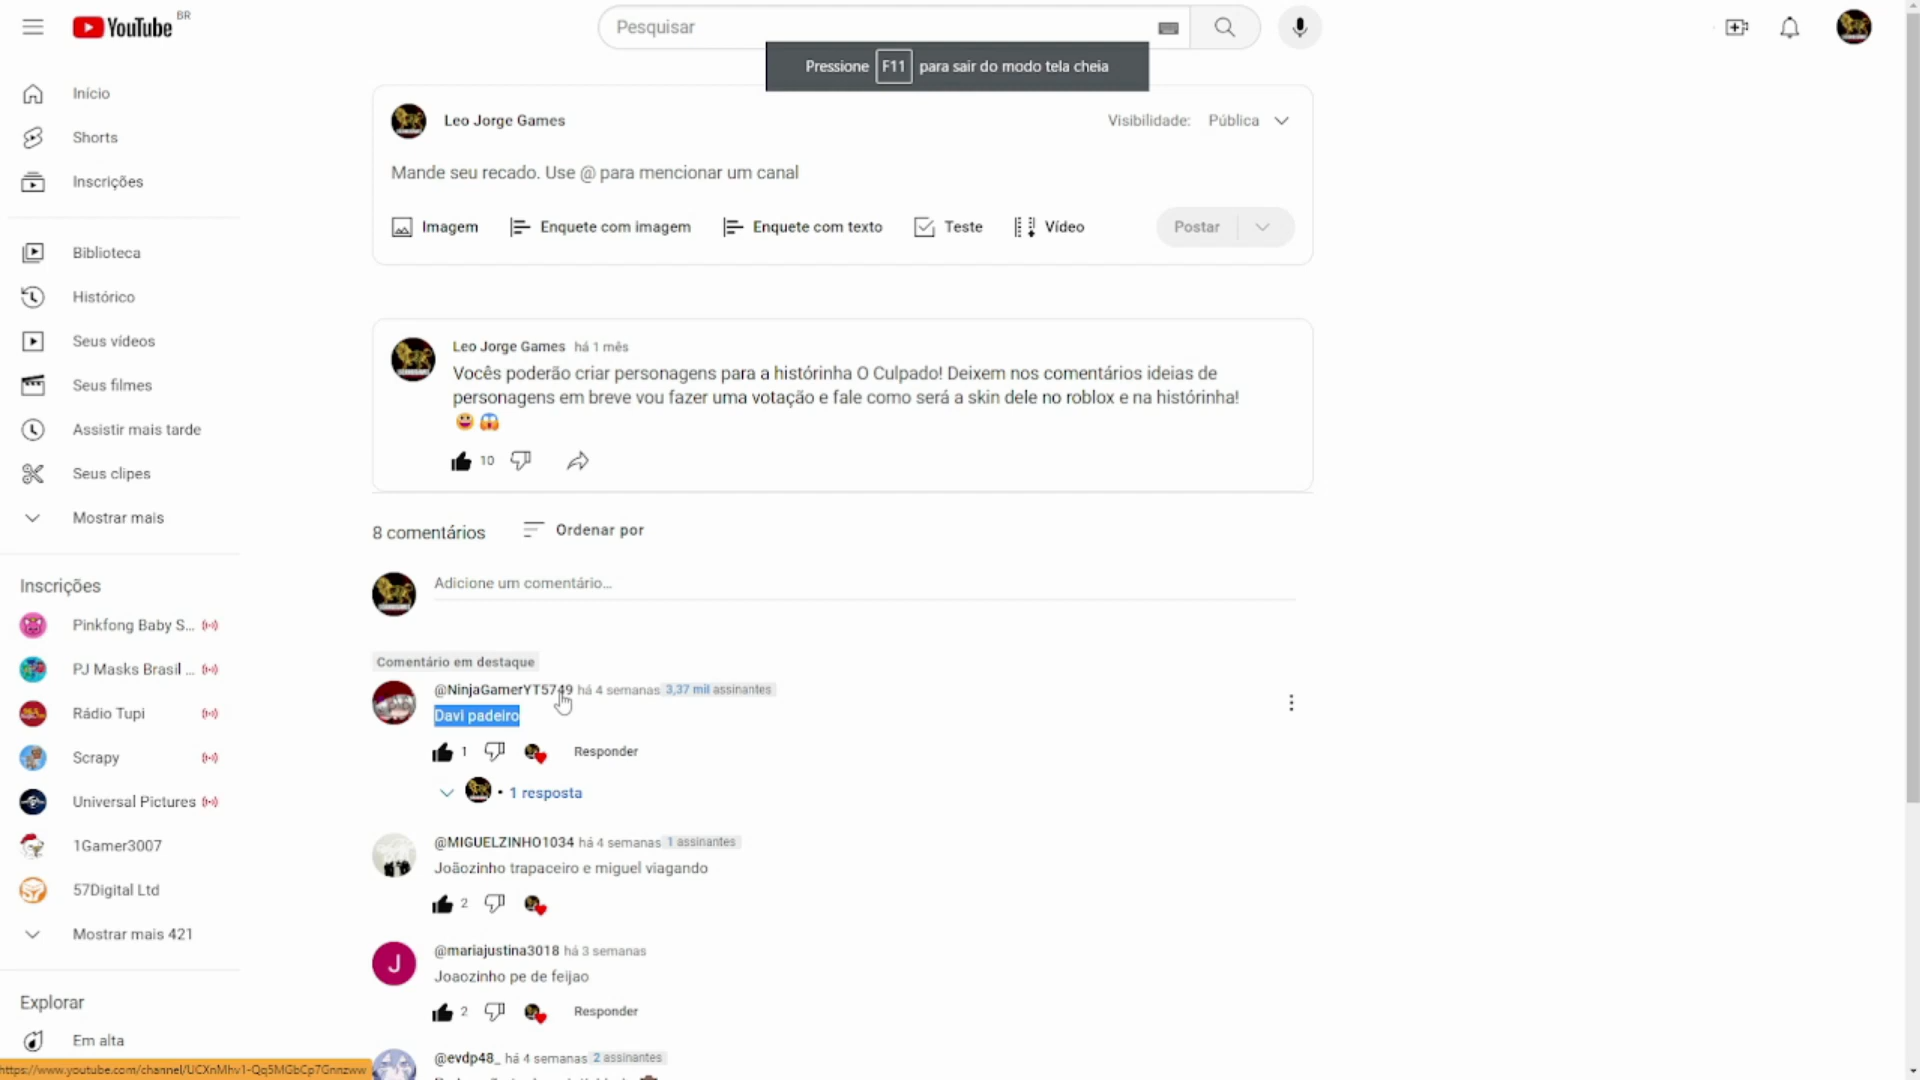 YouTube BR
Pesquisar
Pressione F11 para sair do modo tela cheia
Início
Shorts
Inscrições
Biblioteca
Histórico
Seus vídeos
Seus filmes
Assistir mais tarde
Seus clipes
Mostrar mais
Inscrições
Pinkfong Baby S...
PJ Masks Brasil ...
Rádio Tupi
Scrapy
Universal Pictures
1Gamer3007
57Digital Ltd
Mostrar mais 421
Explorar
Em alta
Leo Jorge Games
Visibilidade: Pública
Mande seu recado. Use @ para mencionar um canal
Imagem Enquete com imagem Enquete com texto Teste Vídeo Postar
Leo Jorge Games há 1 mês
Vocês poderão criar personagens para a histórinha O Culpado! Deixem nos comentários ideias de
personagens em breve vou fazer uma votação e fale como será a skin dele no roblox e na histórinha!
😀 😱
10
8 comentários Ordenar por
Adicione um comentário...
Comentário em destaque
@NinjaGamerYT5749 há 4 semanas 3,37 mil assinantes
Davi padeiro
1 Responder
• 1 resposta
@MIGUELZINHO1034 há 4 semanas 1 assinantes
Joãozinho trapaceiro e miguel viagando
2
J
@mariajustina3018 há 3 semanas
Joaozinho pe de feijao
2 Responder
@evdp48_ há 4 semanas 2 assinantes
https://www.youtube.com/channel/UCXnMhv1-Qq5MGbCp7Gnnzww